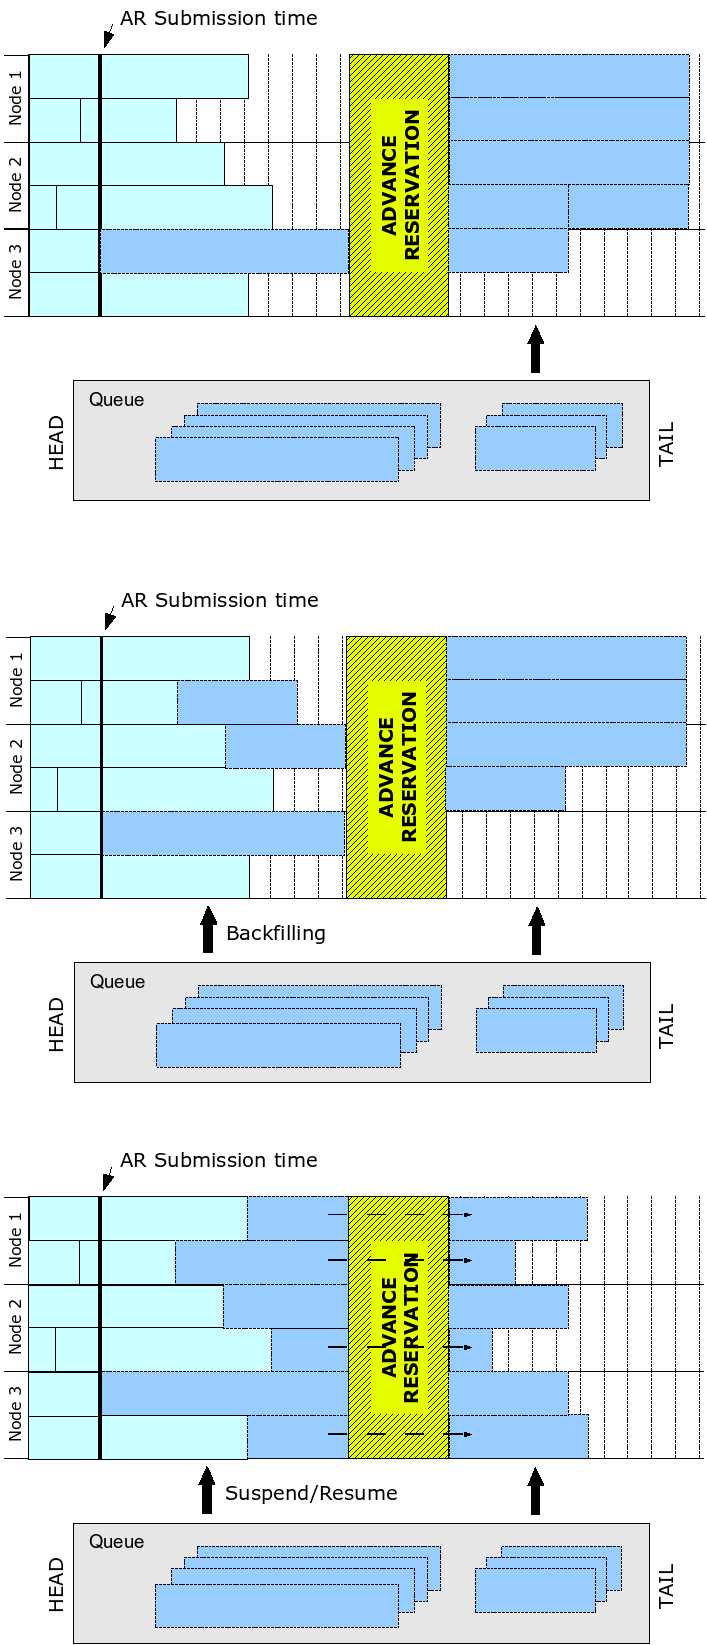 AR Submission time
Node 1
Node 2
Node 3
ADVANCE
RESERVATION
Queue
HEAD
TAIL
AR Submission time
Node 1
Node 2
Node 3
ADVANCE
RESERVATION
Backfilling
Queue
HEAD
TAIL
AR Submission time
Node 1
Node 2
Node 3
ADVANCE
RESERVATION
Suspend/Resume
Queue
HEAD
TAIL